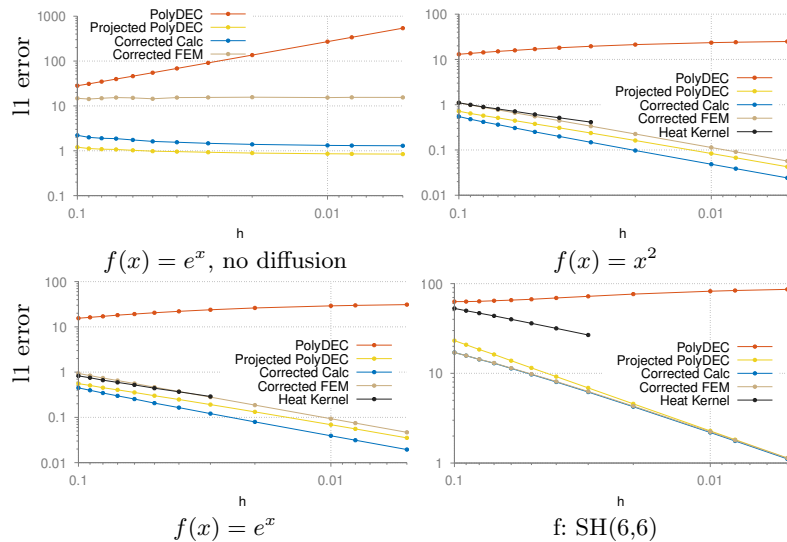 l1 error
1000
100
10
1
0.1
PolyDEC
Projected PolyDEC
Corrected Calc
Corrected FEM
0.1
0.01
h
f(x) = e^x, no diffusion
100
10
1
0.1
0.01
PolyDEC
Projected PolyDEC
Corrected Calc
Corrected FEM
Heat Kernel
0.1
0.01
h
f(x) = x^2
l1 error
100
10
1
0.1
0.01
PolyDEC
Projected PolyDEC
Corrected Calc
Corrected FEM
Heat Kernel
0.1
0.01
h
f(x) = e^x
100
10
1
PolyDEC
Projected PolyDEC
Corrected Calc
Corrected FEM
Heat Kernel
0.1
0.01
h
f: SH(6,6)